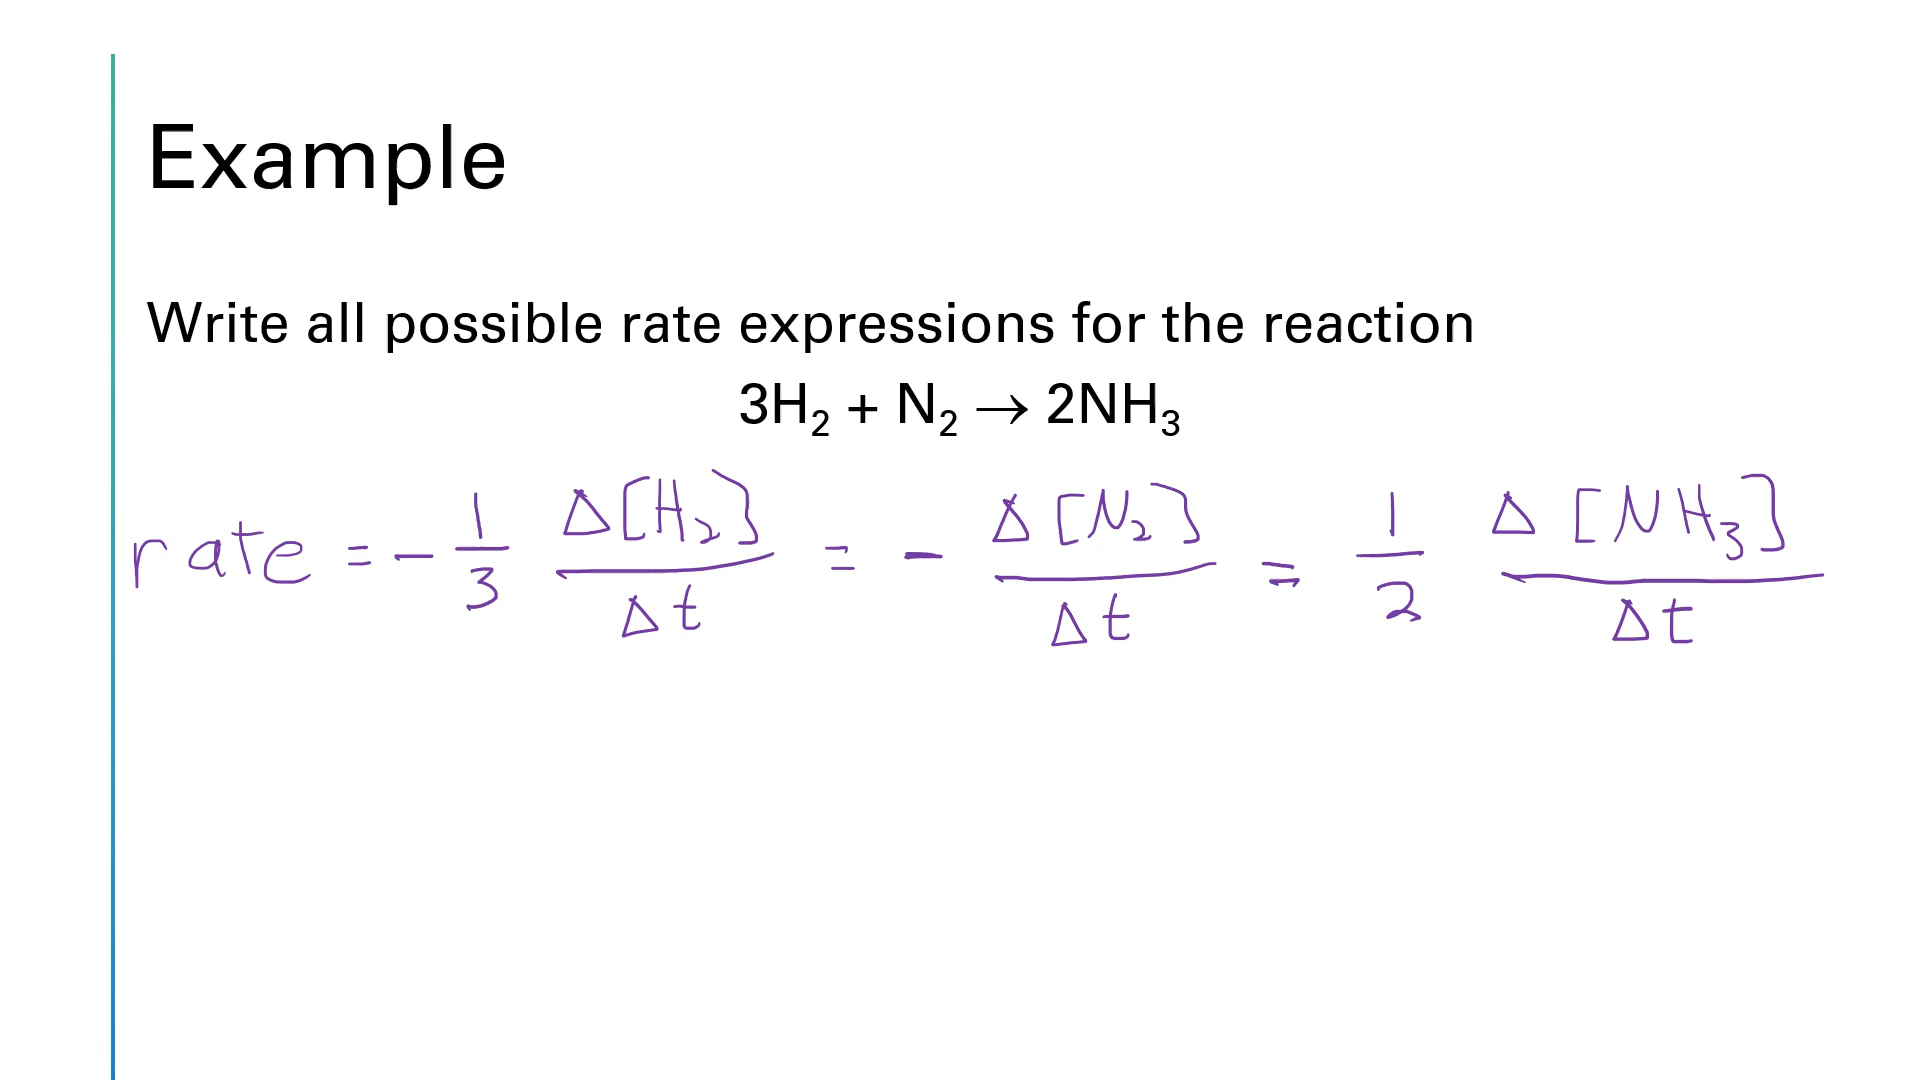 Example
Write all possible rate expressions for the reaction
3H₂ + N₂ → 2NH₃
rate = - 1/3 Δ[H₂]/Δt = - Δ[N₂]/Δt = 1/2 Δ[NH₃]/Δt